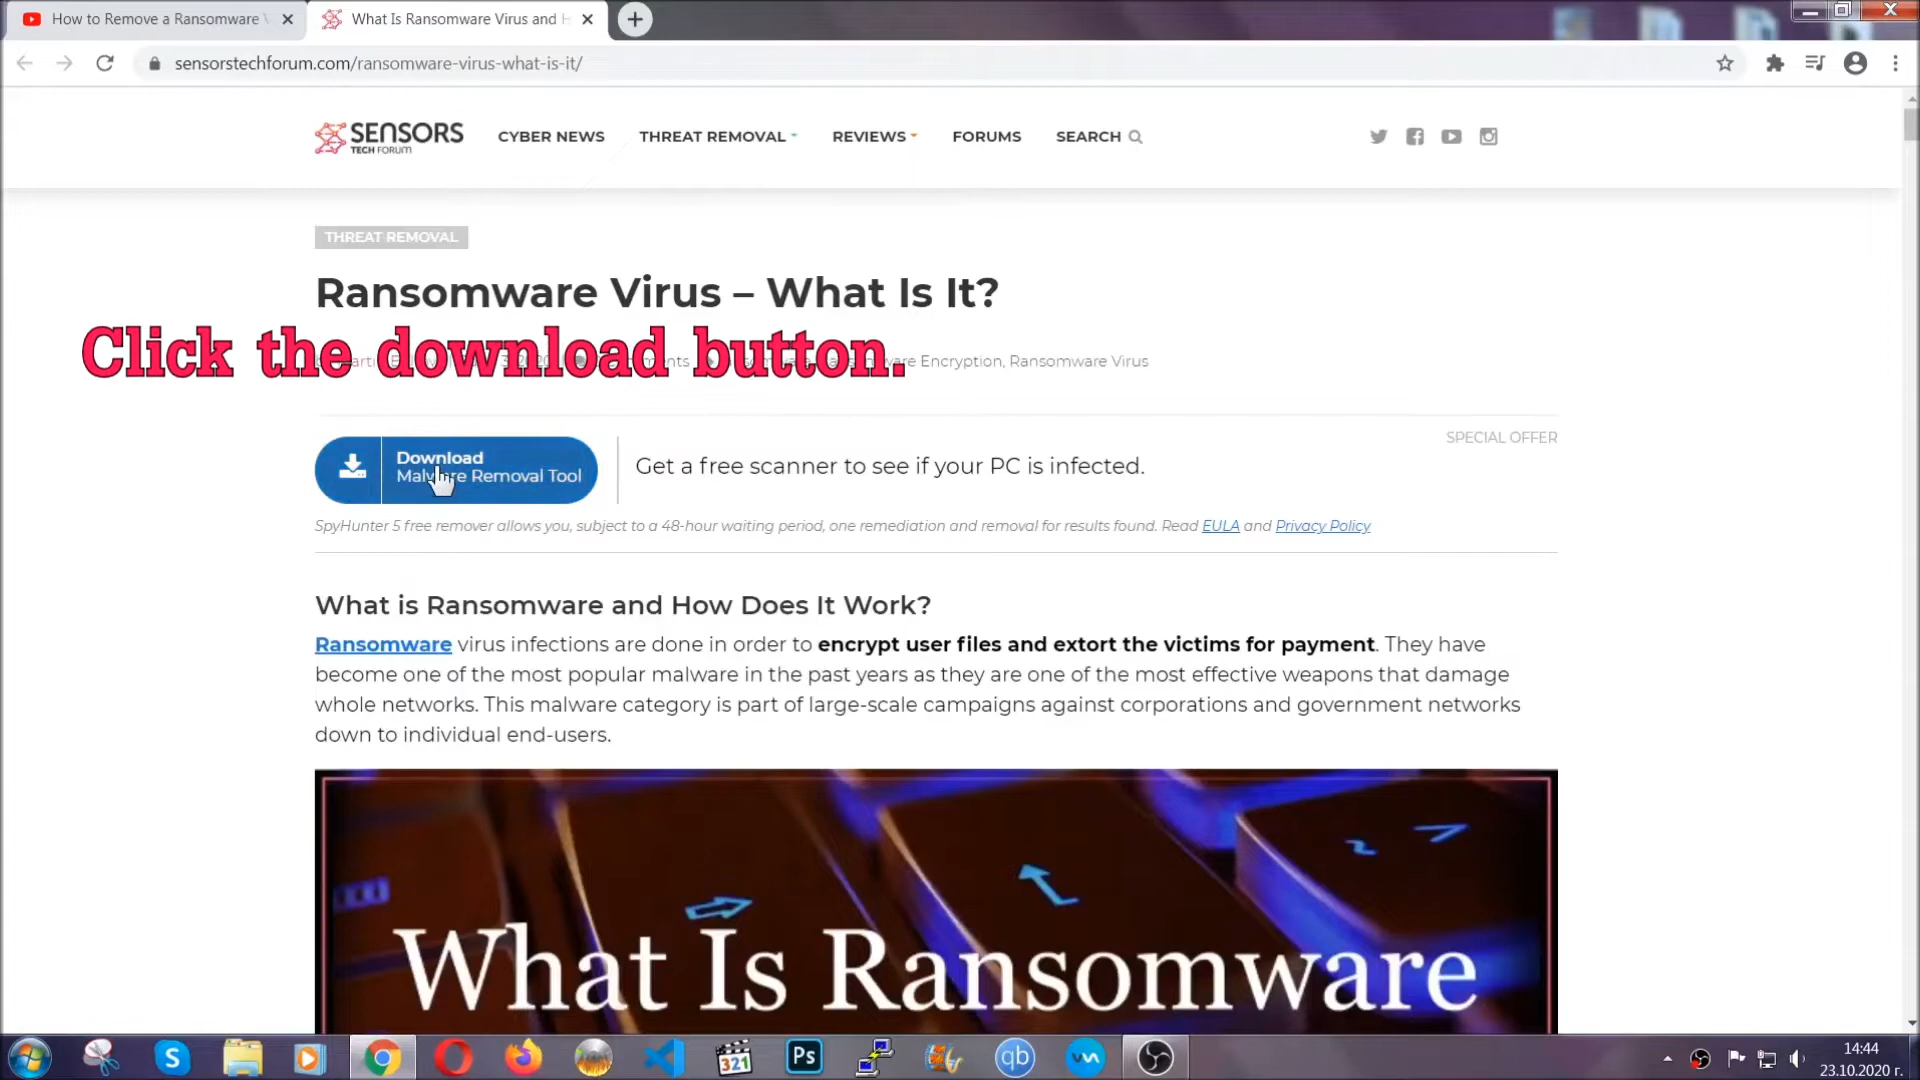 How to Remove a Ransomware V
What Is Ransomware Virus and H
sensorstechforum.com/ransomware-virus-what-is-it/
SENSORS
TECH FORUM
CYBER NEWS
THREAT REMOVAL
REVIEWS
FORUMS
SEARCH
THREAT REMOVAL
Ransomware Virus – What Is It?
Click the download button.
Encryption, Ransomware Virus
SPECIAL OFFER
Download
Malware Removal Tool
Get a free scanner to see if your PC is infected.
SpyHunter 5 free remover allows you, subject to a 48-hour waiting period, one remediation and removal for results found. Read EULA and Privacy Policy
What is Ransomware and How Does It Work?
Ransomware virus infections are done in order to encrypt user files and extort the victims for payment. They have
become one of the most popular malware in the past years as they are one of the most effective weapons that damage
whole networks. This malware category is part of large-scale campaigns against corporations and government networks
down to individual end-users.
What Is Ransomware
S
321
Ps
qb
14:44
23.10.2020 г.